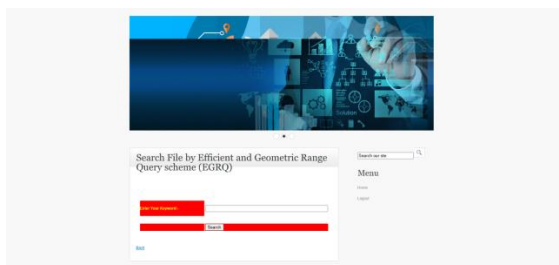 Solution
Search File by Efficient and Geometric Range
Query scheme (EGRQ)
Enter Your Keyword:-
Search
Back
Search our site
Menu
Home
Logout